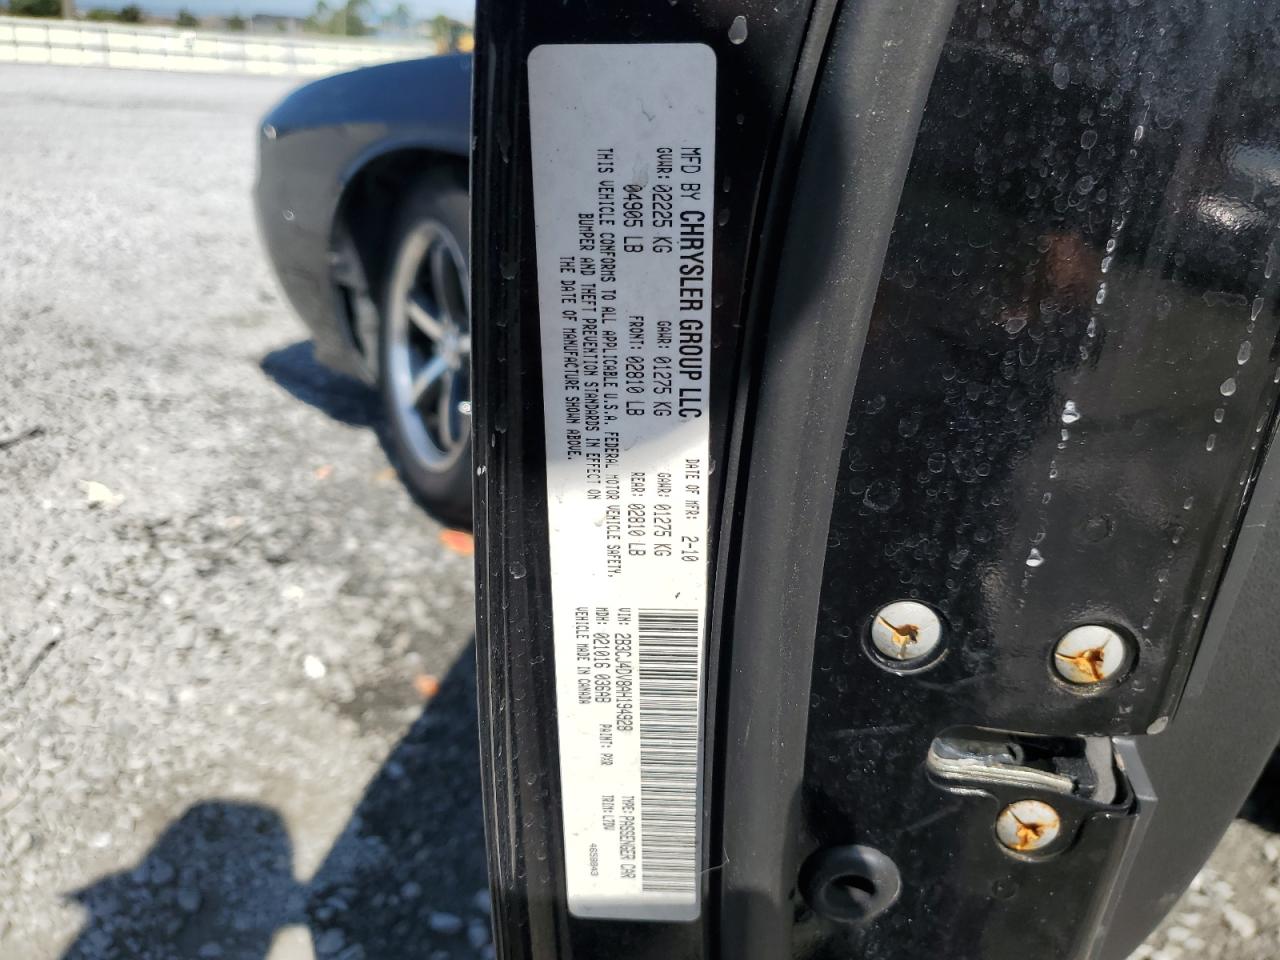 MFD BY CHRYSLER GROUP LLC
DATE OF MFR: 2-10
GVWR: 02225 KG
04905 LB
GAWR: 01275 KG
FRONT: 02810 LB
GAWR: 01275 KG
REAR: 02810 LB
THIS VEHICLE CONFORMS TO ALL APPLICABLE U.S.A. FEDERAL MOTOR VEHICLE SAFETY,
BUMPER AND THEFT PREVENTION STANDARDS IN EFFECT ON
THE DATE OF MANUFACTURE SHOWN ABOVE.
VIN: 2B3CJ4DV8AH194928
TYPE: PASSENGER CAR
MDH: 021016 036AB
PAINT: PXR
TRIM: L7DV
VEHICLE MADE IN CANADA